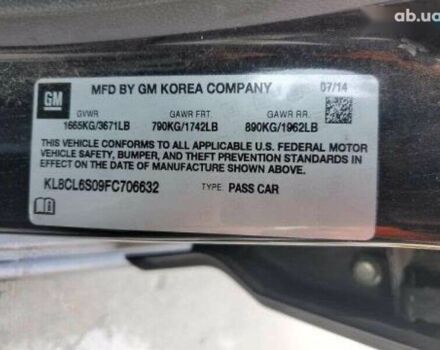 ab.ua
GM
MFD BY GM KOREA COMPANY 07/14
GVWR GAWR FRT GAWR RR.
1665KG/3671LB 790KG/1742LB 890KG/1962LB
THIS VEHICLE CONFORMS TO ALL APPLICABLE U.S. FEDERAL MOTOR
VEHICLE SAFETY, BUMPER, AND THEFT PREVENTION STANDARDS IN
EFFECT ON THE DATE OF MANUFACTURE SHOWN ABOVE.
KL8CL6S09FC706632 TYPE: PASS CAR